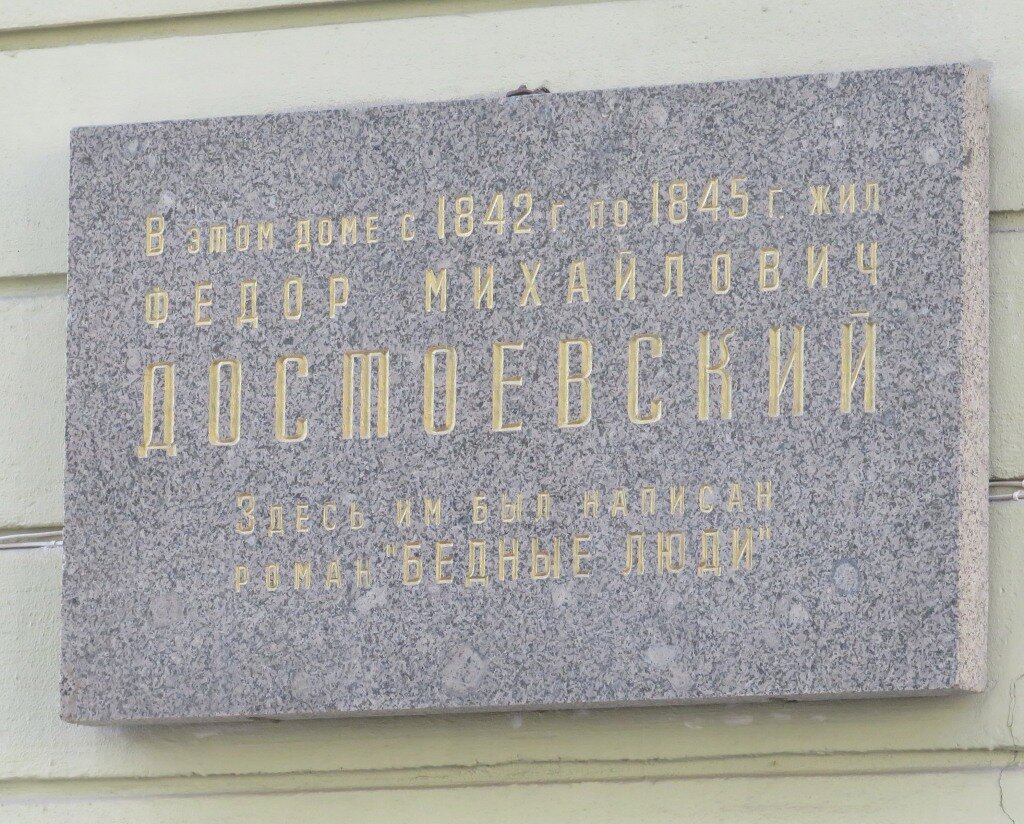 В этом доме с 1842 г. по 1845 г. жил
ФЕДОР МИХАЙЛОВИЧ
ДОСТОЕВСКИЙ
Здесь им был написан
роман "БЕДНЫЕ ЛЮДИ"